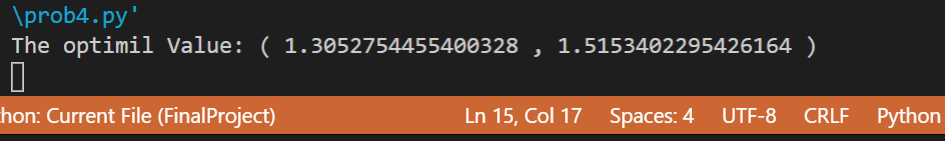 \prob4.py'
The optimil Value: ( 1.3052754455400328 , 1.5153402295426164 )
hon: Current File (FinalProject) Ln 15, Col 17 Spaces: 4 UTF-8 CRLF Python